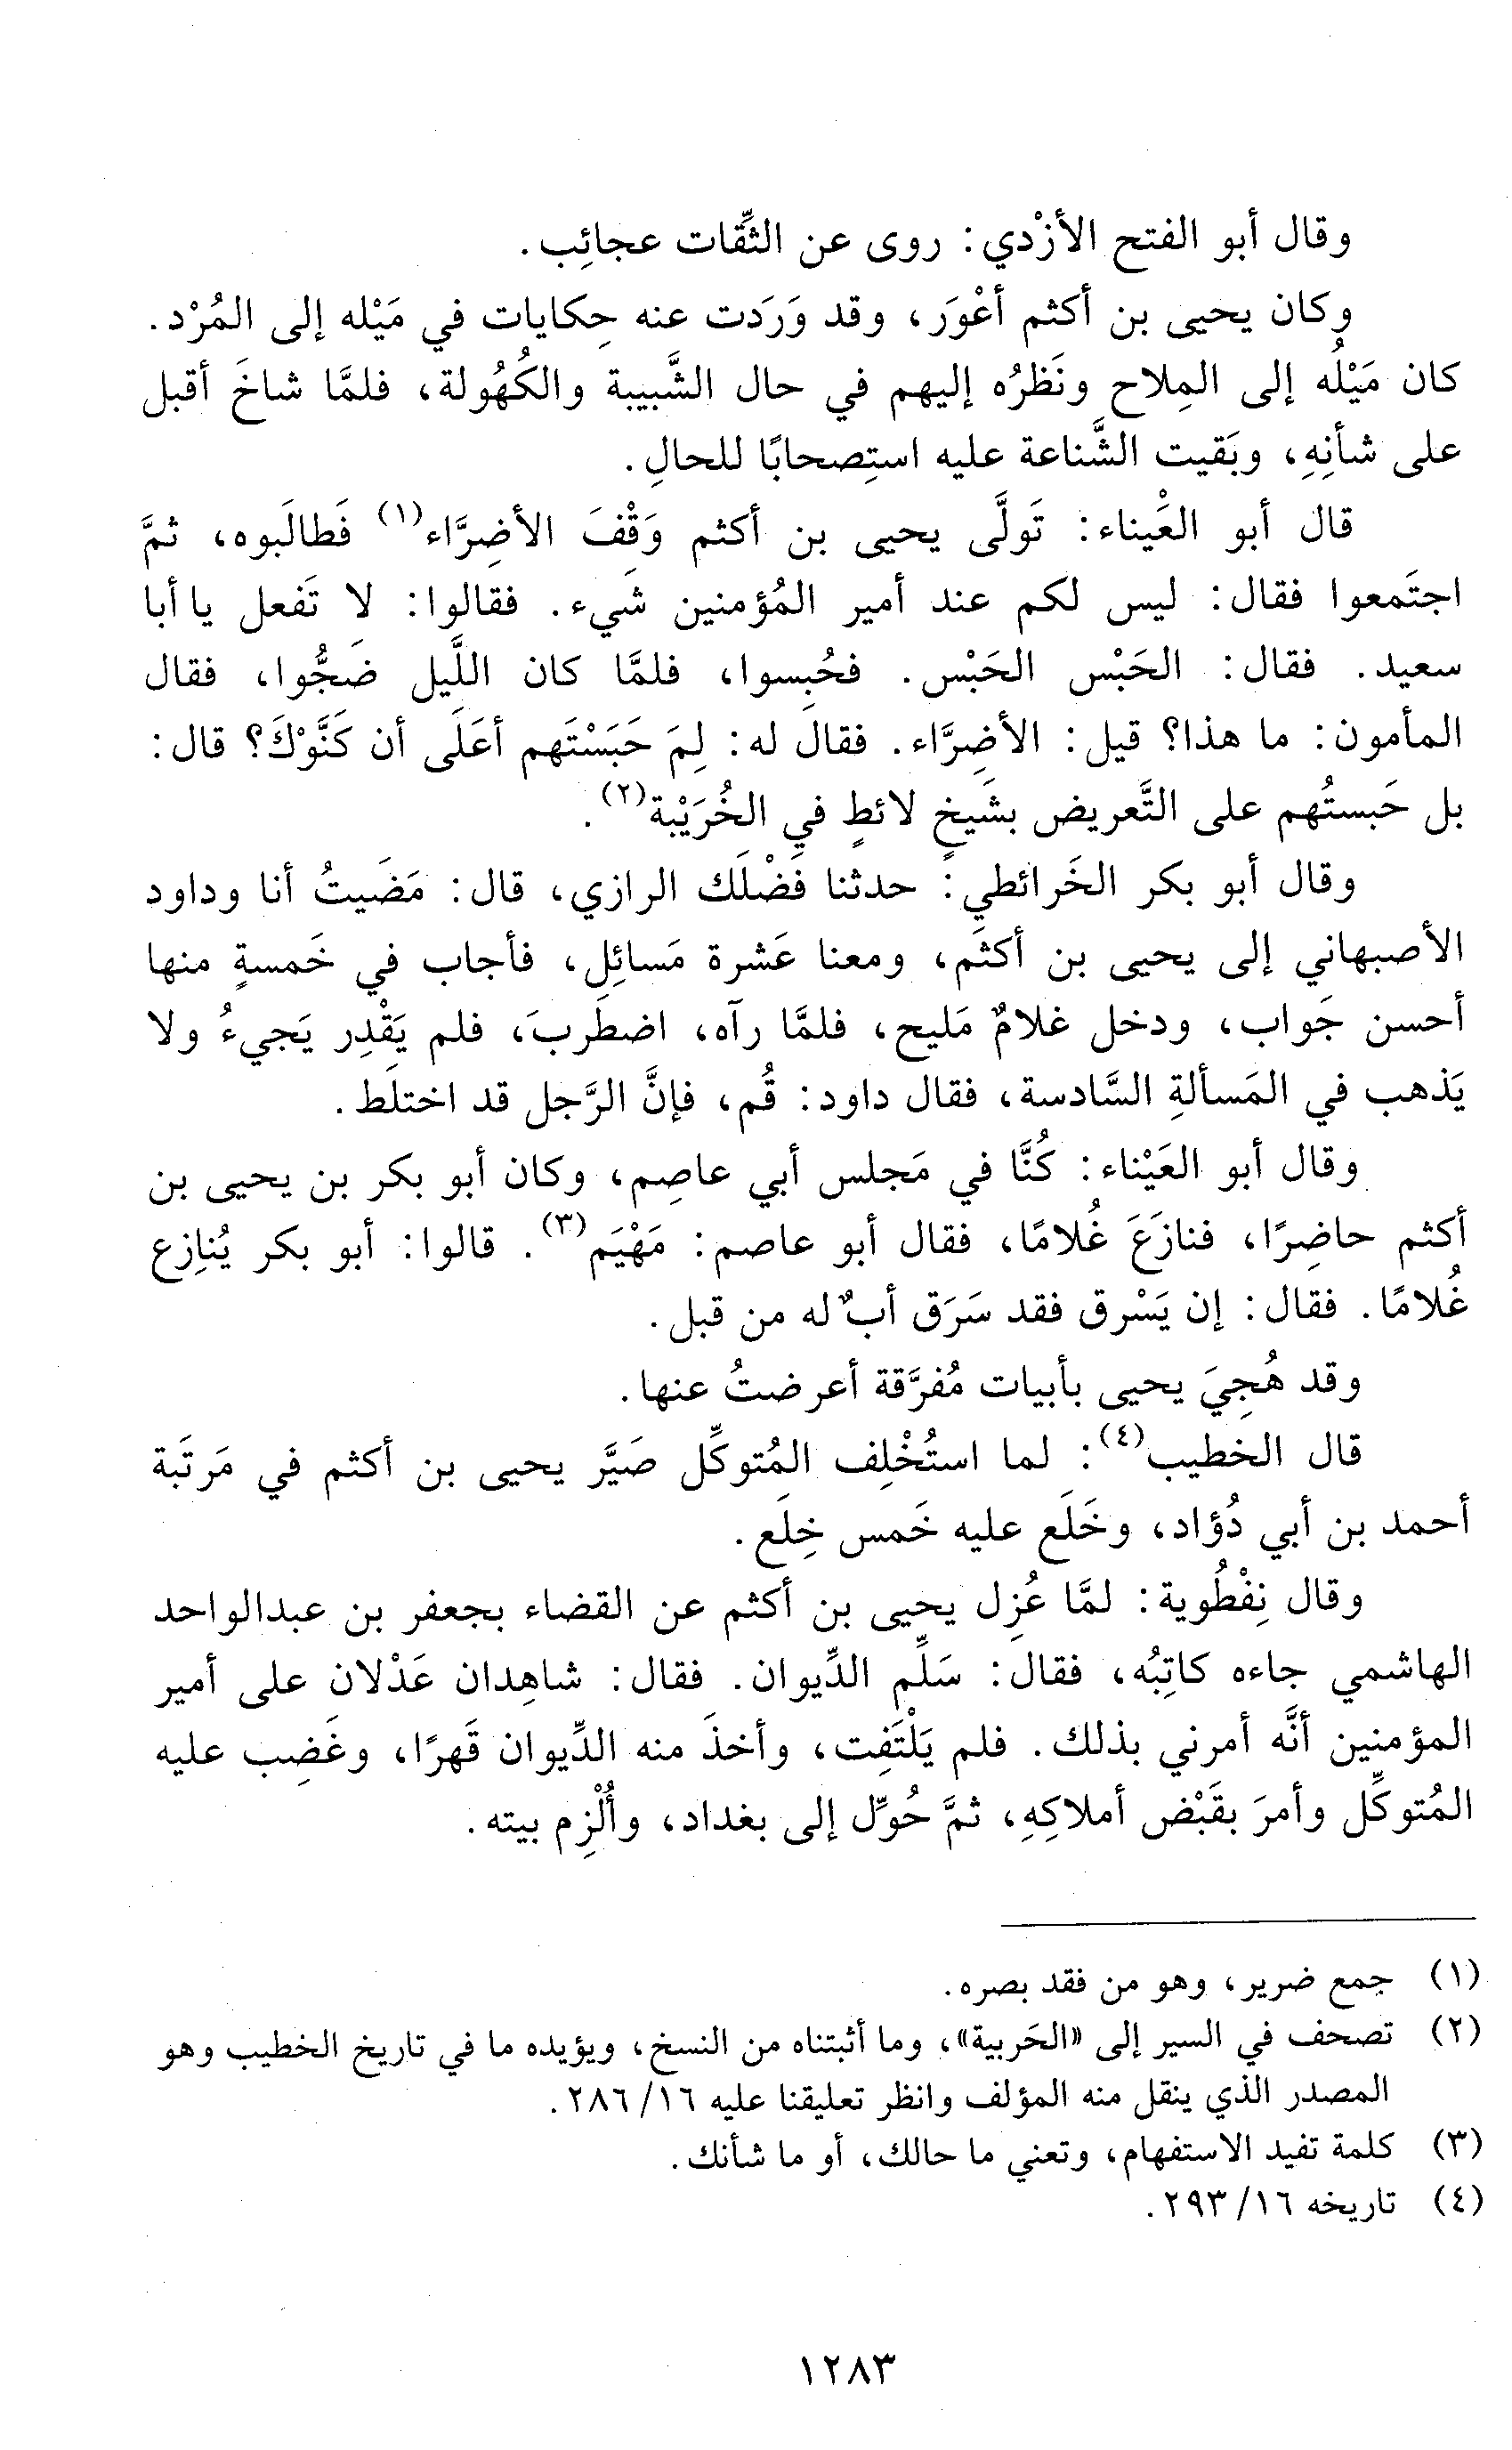 وقال أبو الفتح الأزْدي: روى عن الثِّقات عجائِب.
وكان يحيى بن أكثم أعْوَر، وقد وَرَدت عنه حِكايات في مَيْله إلى المُرْد.
كان مَيْلُه إلى المِلاح ونَظرُه إليهم في حال الشَّبيبة والكُهُولة، فلمَّا شاخَ أقبل
على شأنِهِ، وبَقيت الشَّناعة عليه استِصحابًا للحالِ.
قال أبو العَْيناء: تَولَّى يحيى بن أكثم وَقْفَ الأضِرَّاء(١) فَطالَبوه، ثمَّ
اجتَمعوا فقال: ليس لكم عند أمير المُؤمنين شَيء. فقالوا: لا تَفعل يا أبا
سعيد. فقال: الحَبْس الحَبْس. فحُبِسوا، فلمَّا كان اللَّيل ضَجُّوا، فقال
المأمون: ما هذا؟ قيل: الأضِرَّاء. فقال له: لِمَ حَبَسْتَهم أعَلَى أن كَنَّوْكَ؟ قال:
بل حَبستُهم على التَّعريض بشَيخٍ لائطٍ في الخُرَيْبة(٢).
وقال أبو بكر الخَرائطي: حدثنا فَضْلَك الرازي، قال: مَضَيتُ أنا وداود
الأصبهاني إلى يحيى بن أكثَم، ومعنا عَشرة مَسائِل، فأجاب في خَمسةٍ منها
أحسن جَواب، ودخل غلامٌ مَليح، فلمَّا رآه، اضطَربَ، فلم يَقْدِر يَجيءُ ولا
يَذهب في المَسألةِ السَّادسة، فقال داود: قُم، فإنَّ الرَّجل قد اختلَط.
وقال أبو العَيْناء: كُنَّا في مَجلس أبي عاصِم، وكان أبو بكر بن يحيى بن
أكثم حاضِرًا، فنازَعَ غُلامًا، فقال أبو عاصم: مَهْيَم(٣). قالوا: أبو بكر يُنازِع
غُلامًا. فقال: إن يَسْرق فقد سَرَق أبٌ له من قبل.
وقد هُجِيَ يحيى بأبيات مُفرَّقة أعرضتُ عنها.
قال الخطيب(٤): لما استُخْلِف المُتوكِّل صَيَّر يحيى بن أكثم في مَرتَبة
أحمد بن أبي دُؤاد، وخَلَع عليه خَمس خِلَع.
وقال نِفْطُوية: لمَّا عُزِل يحيى بن أكثم عن القضاء بجعفر بن عبدالواحد
الهاشمي جاءه كاتِبُه، فقال: سَلِّم الدِّيوان. فقال: شاهِدان عَدْلان على أمير
المؤمنين أنَّه أمرني بذلك. فلم يَلْتَفِت، وأخذَ منه الدِّيوان قَهرًا، وغَضِب عليه
المُتوكِّل وأمرَ بقَبْض أملاكِهِ، ثمَّ حُوِّل إلى بغداد، وأُلْزِم بيته.
(١) جمع ضرير، وهو من فقد بصره.
(٢) تصحف في السير إلى «الحَربية»، وما أثبتناه من النسخ، ويؤيده ما في تاريخ الخطيب وهو
المصدر الذي ينقل منه المؤلف وانظر تعليقنا عليه ١٦/ ٢٨٦.
(٣) كلمة تفيد الاستفهام، وتعني ما حالك، أو ما شأنك.
(٤) تاريخه ١٦/ ٢٩٣.
١٢٨٣